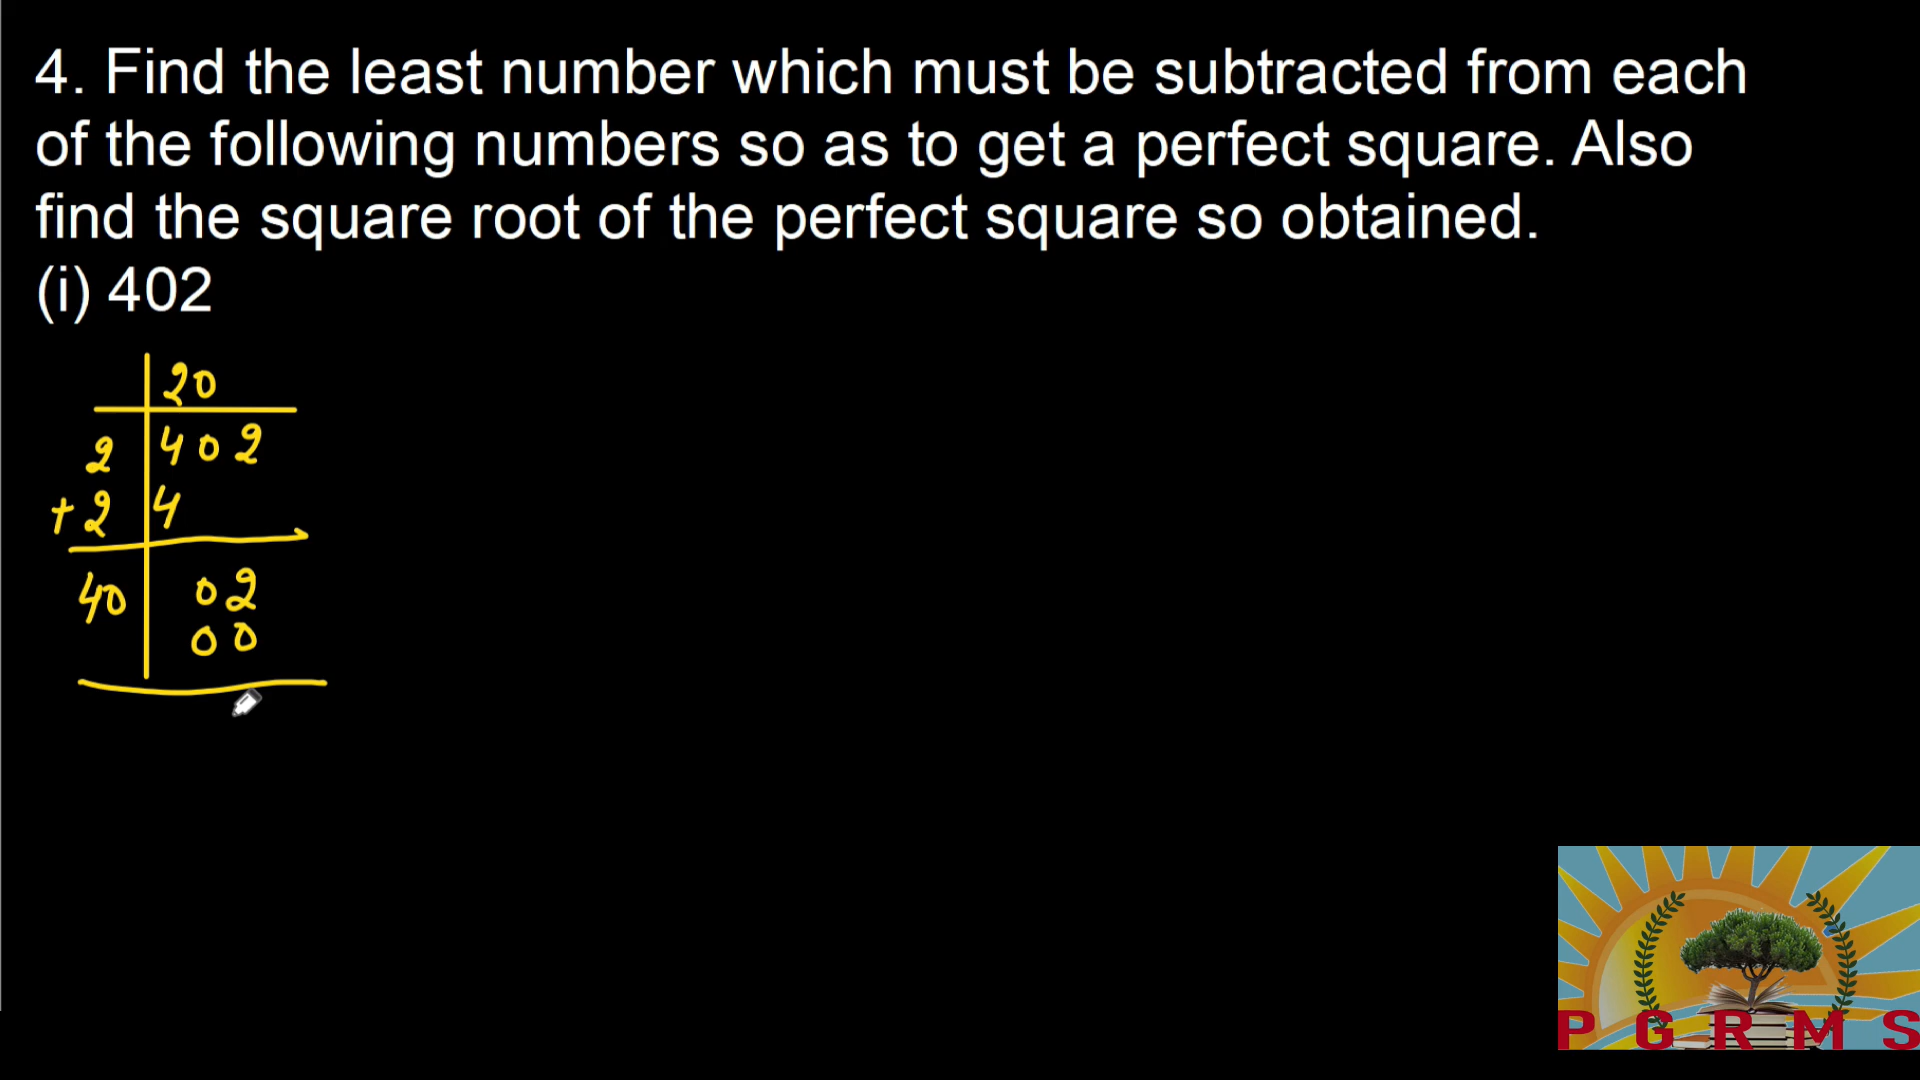 4. Find the least number which must be subtracted from each
of the following numbers so as to get a perfect square. Also
find the square root of the perfect square so obtained.
(i) 402
20
2 402
+2 4
40 02
00
P G R M S